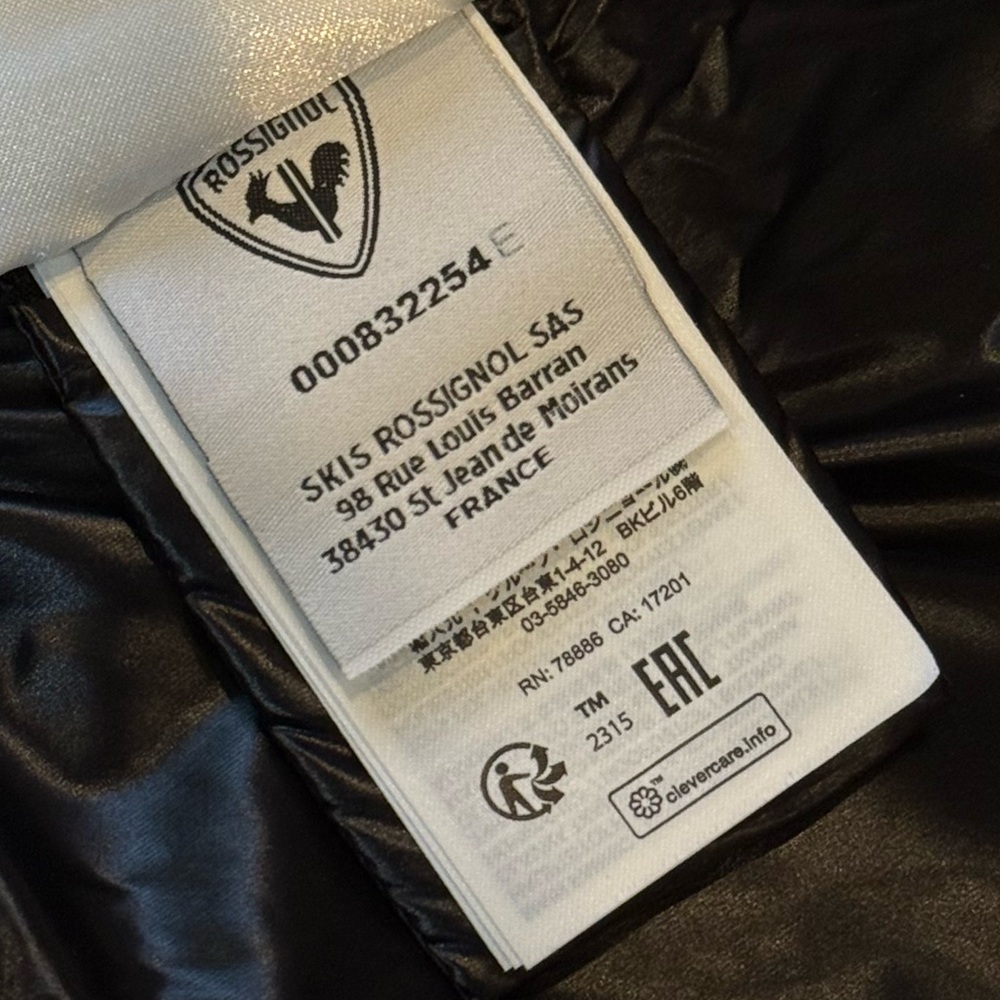 ROSSIGNOL
000832254 E
SKIS ROSSIGNOL SAS
98 Rue Louis Barran
38430 St Jean de Moirans
FRANCE
東京都台東区台東1-4-12 BKビル6階
03-5846-3080
RN: 78886 CA: 17201
TM
2315
EAC
™ clevercare.info